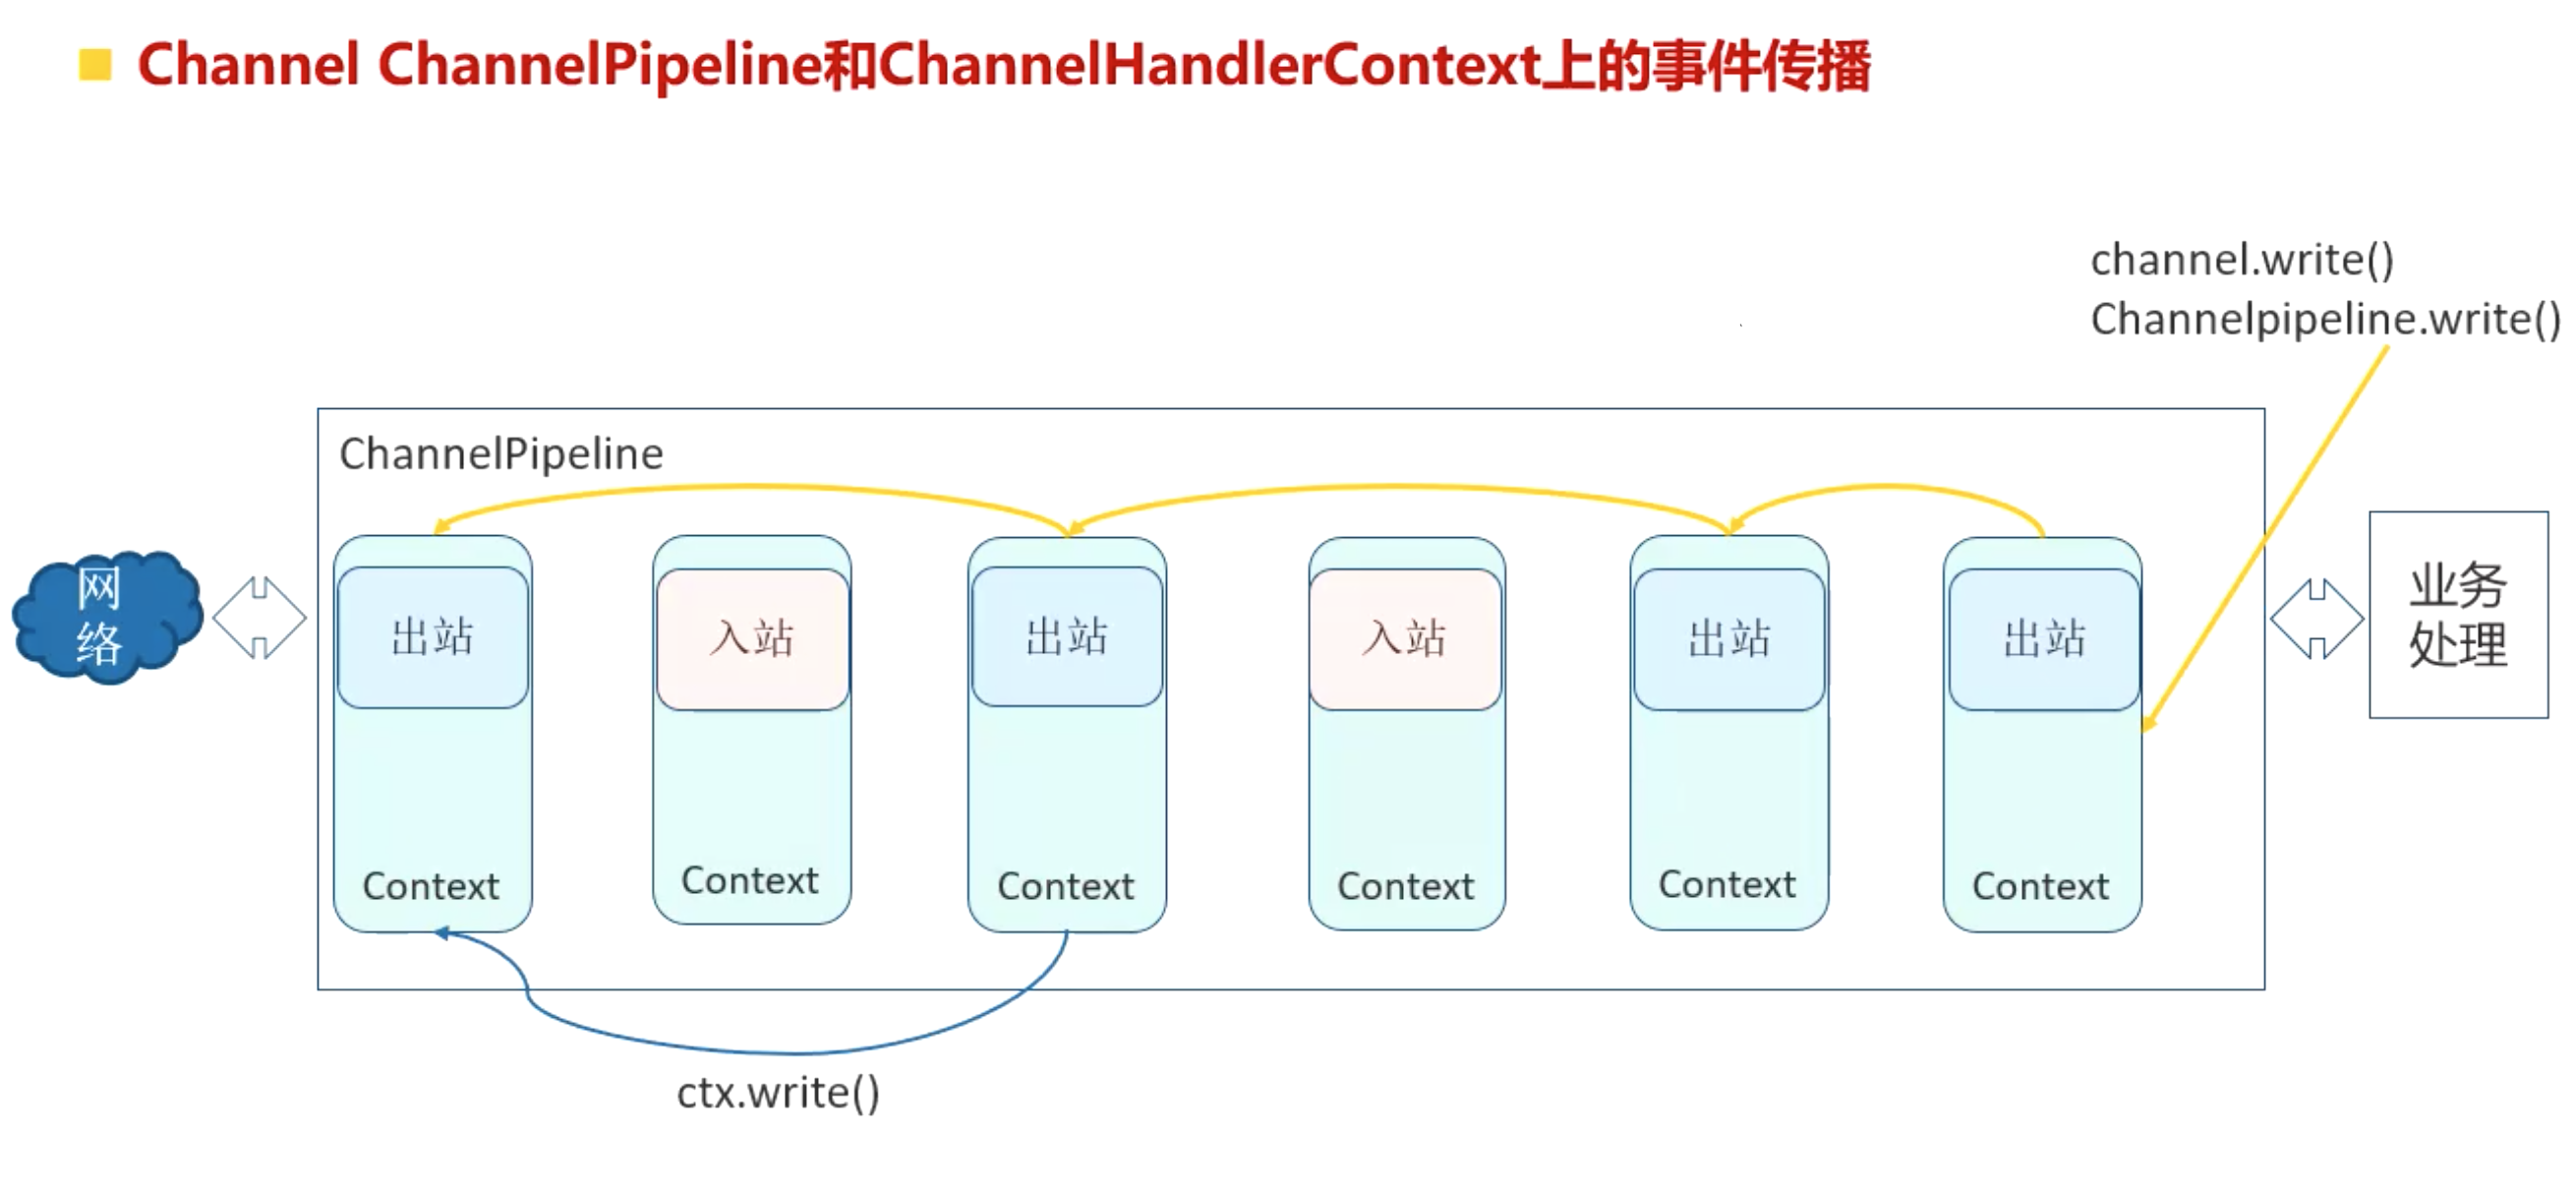 Channel ChannelPipeline和ChannelHandlerContext上的事件传播
channel.write()
Channelpipeline.write()
ChannelPipeline
网
络
出站
入站
出站
入站
出站
出站
业务
处理
Context
Context
Context
Context
Context
Context
ctx.write()